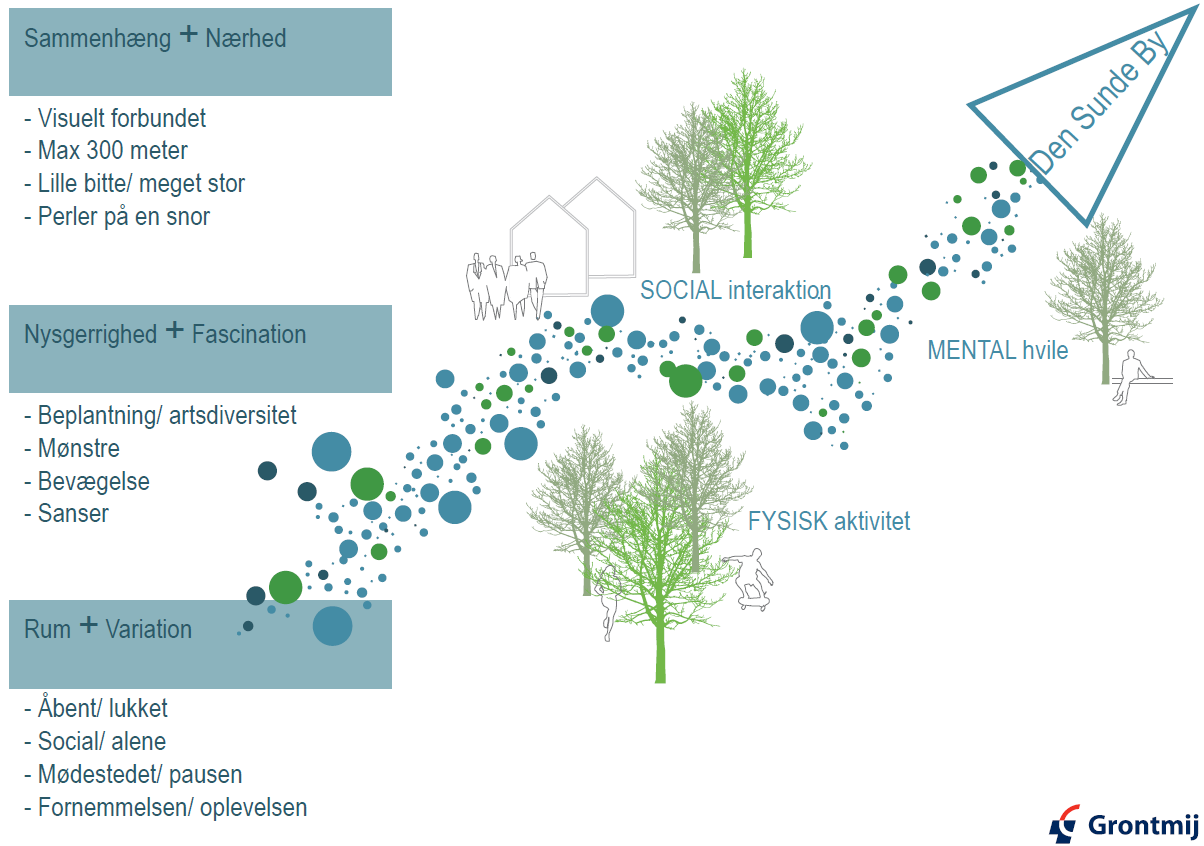 Sammenhæng + Nærhed
- Visuelt forbundet
- Max 300 meter
- Lille bitte/ meget stor
- Perler på en snor
Nysgerrighed + Fascination
- Beplantning/ artsdiversitet
- Mønstre
- Bevægelse
- Sanser
Rum + Variation
- Åbent/ lukket
- Social/ alene
- Mødestedet/ pausen
- Fornemmelsen/ oplevelsen
Den Sunde By
SOCIAL interaktion
MENTAL hvile
FYSISK aktivitet
Grontmij